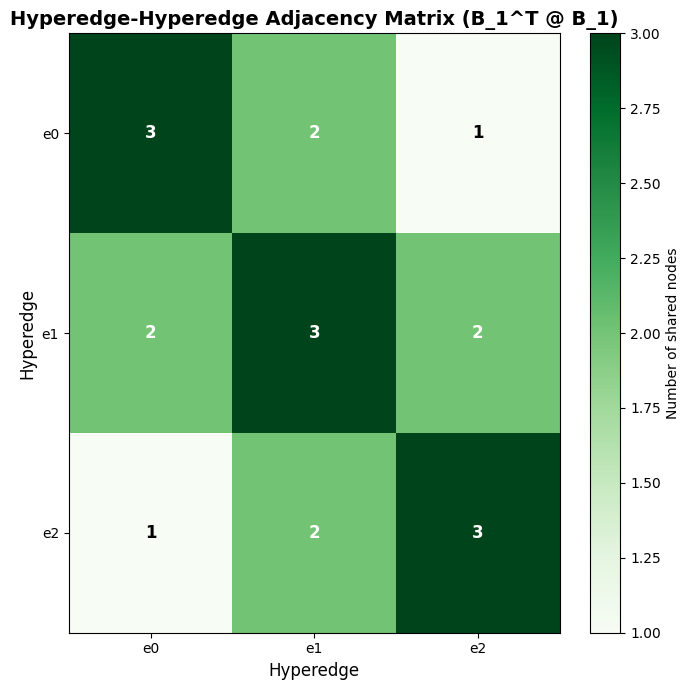 Hyperedge-Hyperedge Adjacency Matrix (B_1^T @ B_1)
e0
e1
e2
Hyperedge
3 2 1
2 3 2
1 2 3
e0 e1 e2
Hyperedge
3.00
2.75
2.50
2.25
2.00
1.75
1.50
1.25
1.00
Number of shared nodes